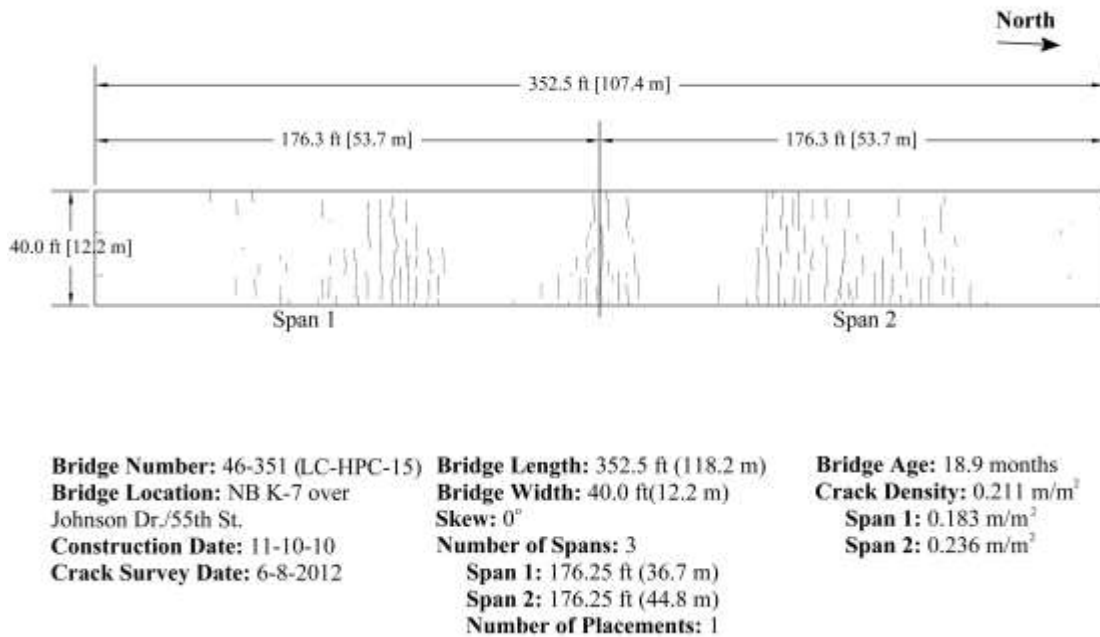 North
352.5 ft [107.4 m]
176.3 ft [53.7 m]
176.3 ft [53.7 m]
40.0 ft [12.2 m]
Span 1
Span 2
Bridge Number: 46-351 (LC-HPC-15)
Bridge Location: NB K-7 over
Johnson Dr./55th St.
Construction Date: 11-10-10
Crack Survey Date: 6-8-2012
Bridge Length: 352.5 ft (118.2 m)
Bridge Width: 40.0 ft(12.2 m)
Skew: 0°
Number of Spans: 3
Span 1: 176.25 ft (36.7 m)
Span 2: 176.25 ft (44.8 m)
Number of Placements: 1
Bridge Age: 18.9 months
Crack Density: 0.211 m/m²
Span 1: 0.183 m/m²
Span 2: 0.236 m/m²